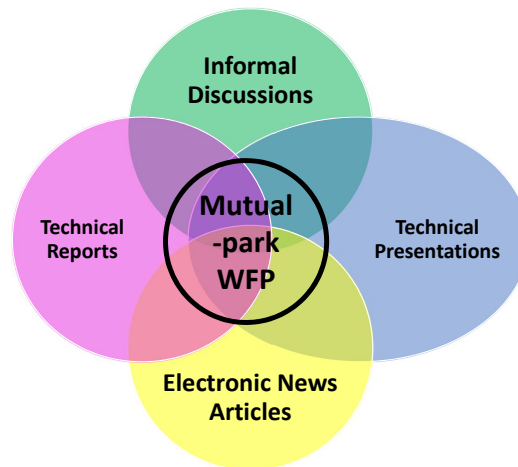 Informal
Discussions
Technical
Reports
Mutual
-park
WFP
Technical
Presentations
Electronic News
Articles